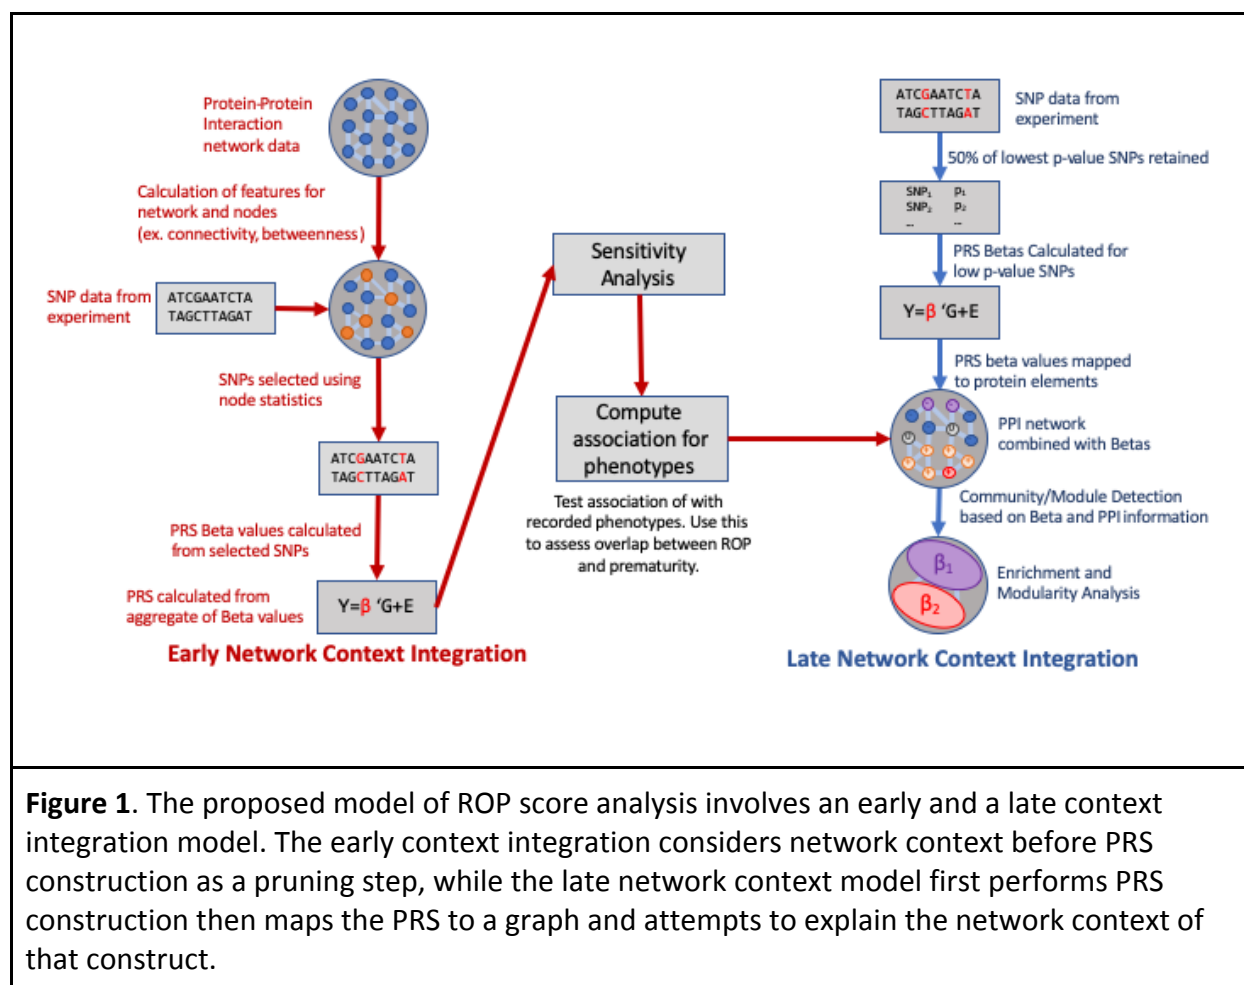 Protein-Protein
Interaction
network data
Calculation of features for
network and nodes
(ex. connectivity, betweenness)
SNP data from
experiment
ATCGAATCTA
TAGCTTAGAT
SNPs selected using
node statistics
ATCGAATCTA
TAGCTTAGAT
PRS Beta values calculated
from selected SNPs
PRS calculated from
aggregate of Beta values
Y=β ‘G+E
Early Network Context Integration
Sensitivity
Analysis
Compute
association for
phenotypes
Test association of with
recorded phenotypes. Use this
to assess overlap between ROP
and prematurity.
ATCGAATCTA
TAGCTTAGAT
SNP data from
experiment
50% of lowest p-value SNPs retained
SNP₁ p₁
SNP₂ p₂
... ...
PRS Betas Calculated for
low p-value SNPs
Y=β ‘G+E
PRS beta values mapped
to protein elements
PPI network
combined with Betas
Community/Module Detection
based on Beta and PPI information
β₁
β₂
Enrichment and
Modularity Analysis
Late Network Context Integration
Figure 1. The proposed model of ROP score analysis involves an early and a late context
integration model. The early context integration considers network context before PRS
construction as a pruning step, while the late network context model first performs PRS
construction then maps the PRS to a graph and attempts to explain the network context of
that construct.